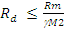 R_d ≤ Rm/γM2